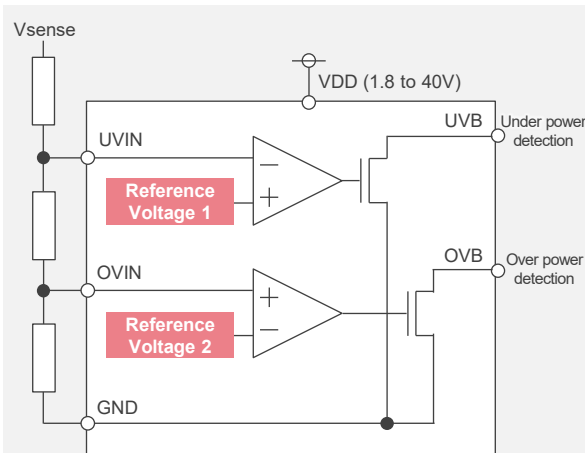 Vsense
VDD (1.8 to 40V)
UVIN
UVB
Under power
detection
−
+
Reference
Voltage 1
OVIN
OVB
Over power
detection
+
−
Reference
Voltage 2
GND